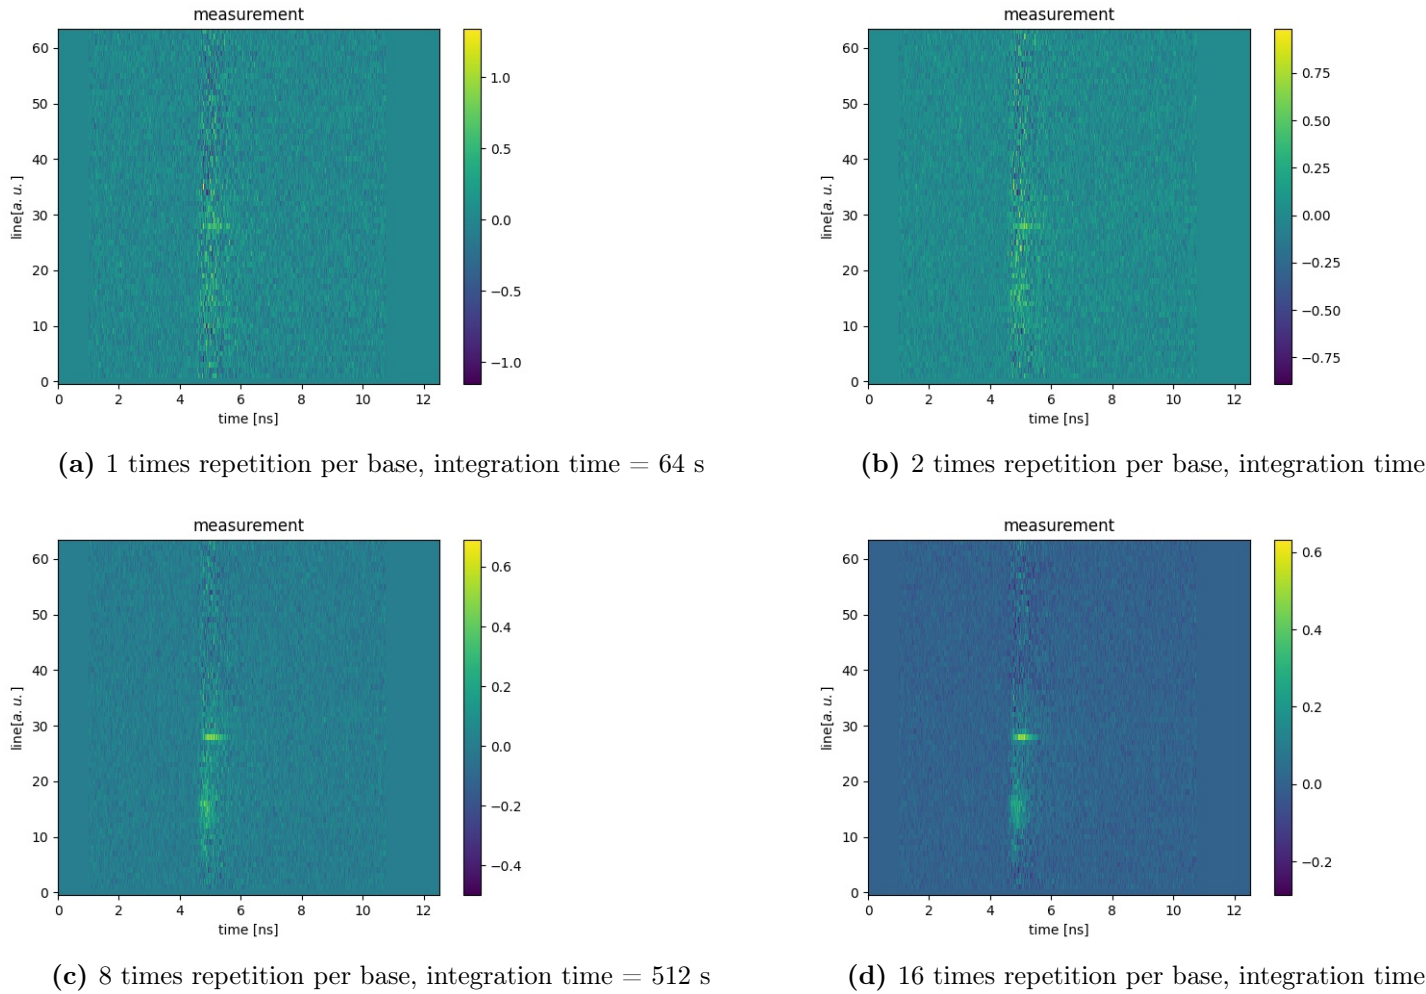 measurement
60
50
40
30
20
10
0
line[a.u.]
0 2 4 6 8 10 12
time [ns]
1.0
0.5
0.0
−0.5
−1.0
(a) 1 times repetition per base, integration time = 64 s
measurement
60
50
40
30
20
10
0
line[a.u.]
0 2 4 6 8 10 12
time [ns]
0.75
0.50
0.25
0.00
−0.25
−0.50
−0.75
(b) 2 times repetition per base, integration time
measurement
60
50
40
30
20
10
0
line[a.u.]
0 2 4 6 8 10 12
time [ns]
0.6
0.4
0.2
0.0
−0.2
−0.4
(c) 8 times repetition per base, integration time = 512 s
measurement
60
50
40
30
20
10
0
line[a.u.]
0 2 4 6 8 10 12
time [ns]
0.6
0.4
0.2
0.0
−0.2
(d) 16 times repetition per base, integration time